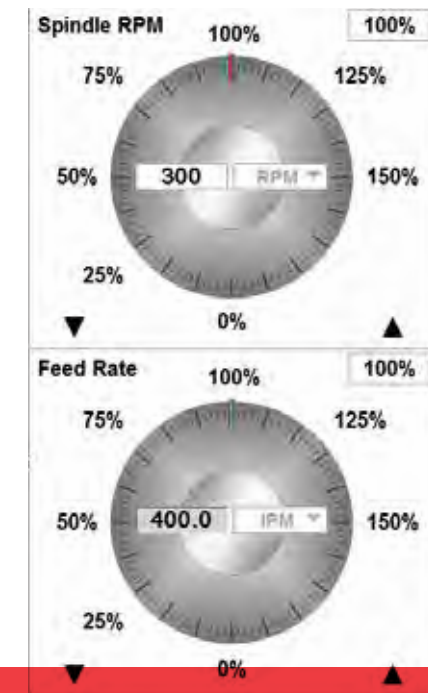 Spindle RPM 100% 100%
75% 125%
50% 300 RPM 150%
25%
0%
Feed Rate 100% 100%
75% 125%
50% 400.0 IPM 150%
25%
0%